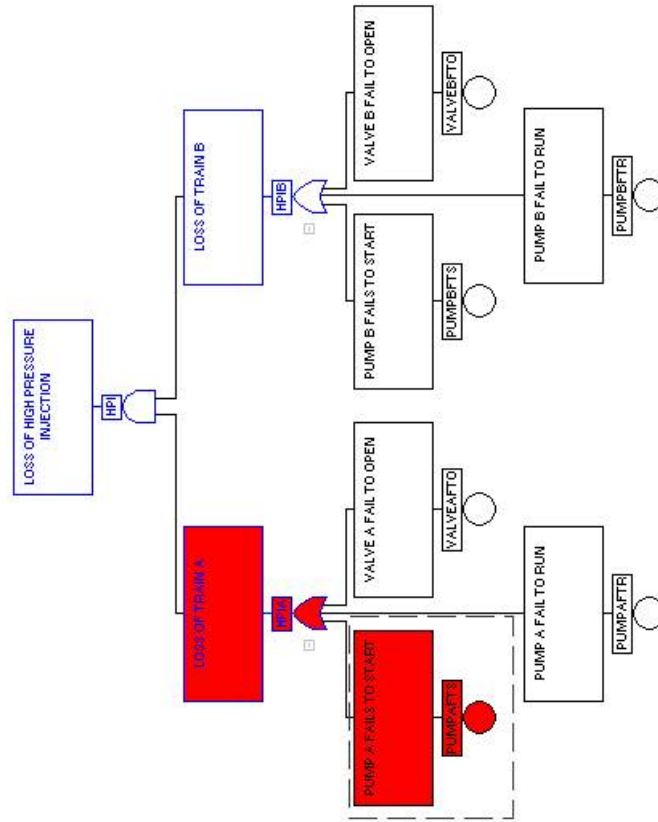 LOSS OF HIGH PRESSURE
INJECTION
HPI
LOSS OF TRAIN A
HPIA
LOSS OF TRAIN B
HPIB
PUMP A FAILS TO START
PUMPAFTS
VALVE A FAIL TO OPEN
VALVEAFTO
PUMP B FAILS TO START
PUMPBFTS
VALVE B FAIL TO OPEN
VALVEBFTO
PUMP A FAIL TO RUN
PUMPAFTR
PUMP B FAIL TO RUN
PUMPBFTR